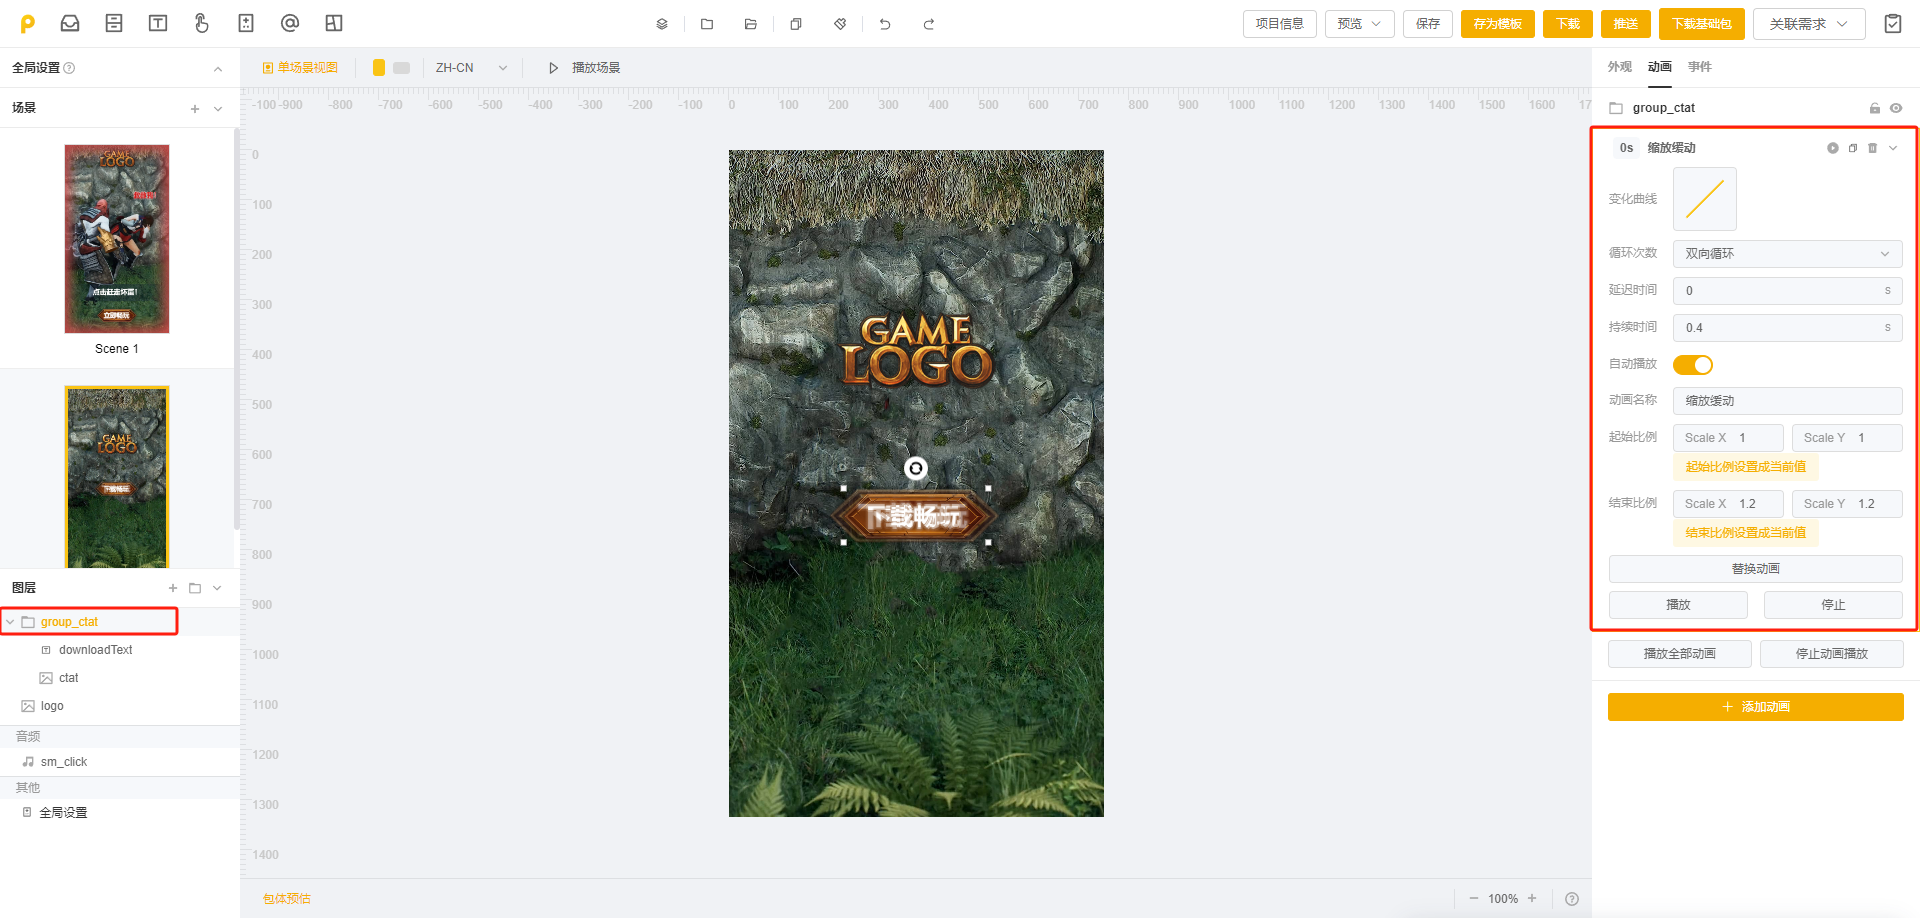 项目信息
预览
保存
存为模板
下载
推送
下载基础包
关联需求
全局设置
单场景视图
ZH-CN
播放场景
外观 动画 事件
场景
-100 -900 -800 -700 -600 -500 -400 -300 -200 -100 0 100 200 300 400 500 600 700 800 900 1000 1100 1200 1300 1400 1500 1600 17
group_ctat
GAME
LOGO
点击赶走坏蛋!
立即畅玩
Scene 1
GAME
LOGO
下载畅玩
0
100
200
300
400
500
600
700
800
900
1000
1100
1200
1300
1400
GAME
LOGO
下载畅玩
0s 缩放缓动
变化曲线
循环次数 双向循环
延迟时间 0 s
持续时间 0.4 s
自动播放
动画名称 缩放缓动
起始比例 Scale X 1 Scale Y 1
起始比例设置成当前值
结束比例 Scale X 1.2 Scale Y 1.2
结束比例设置成当前值
替换动画
播放 停止
播放全部动画 停止动画播放
添加动画
图层
group_ctat
downloadText
ctat
logo
音频
sm_click
其他
全局设置
包体预估
100%